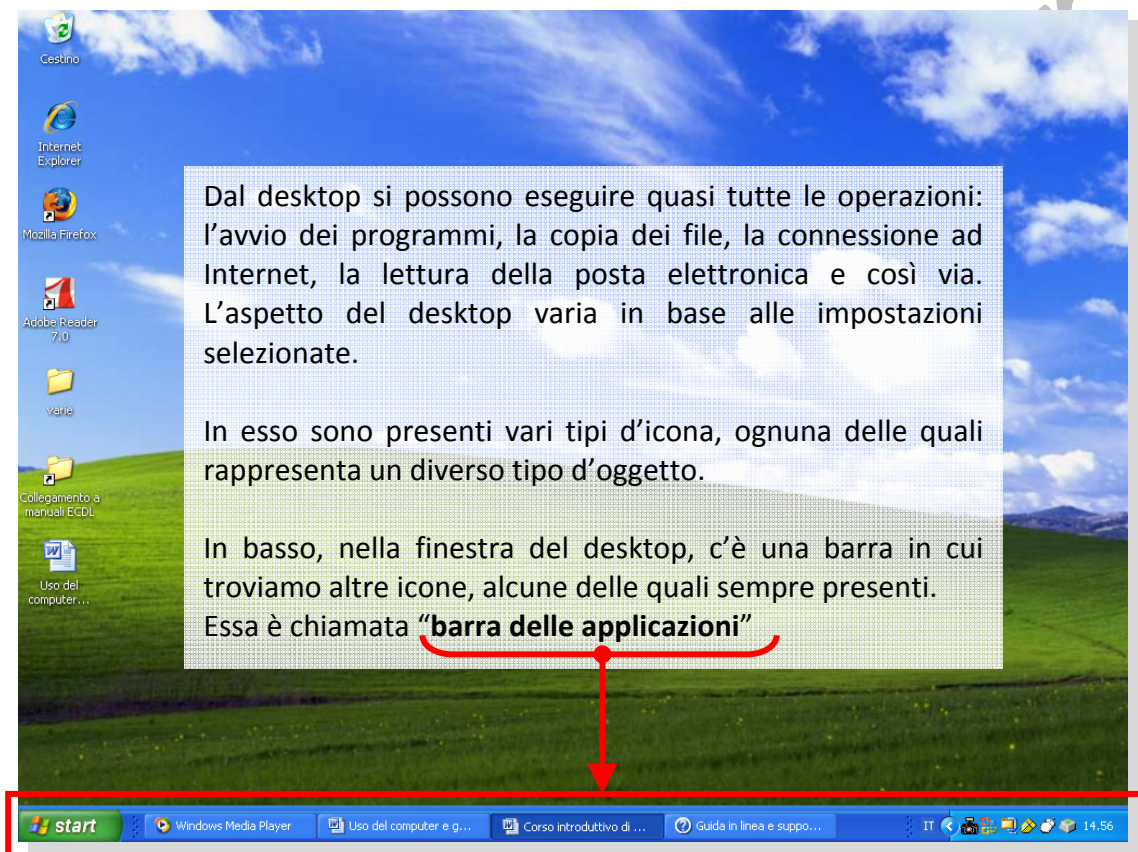 Cestino
Internet
Explorer
Mozilla Firefox
Adobe Reader
7.0
varie
Collegamento a
manuali ECDL
Uso del
computer...
Dal desktop si possono eseguire quasi tutte le operazioni:
l’avvio dei programmi, la copia dei file, la connessione ad
Internet, la lettura della posta elettronica e così via.
L’aspetto del desktop varia in base alle impostazioni
selezionate.
In esso sono presenti vari tipi d’icona, ognuna delle quali
rappresenta un diverso tipo d’oggetto.
In basso, nella finestra del desktop, c’è una barra in cui
troviamo altre icone, alcune delle quali sempre presenti.
Essa è chiamata “barra delle applicazioni”
start Windows Media Player Uso del computer e g... Corso introduttivo di ... Guida in linea e suppo... IT 14.56